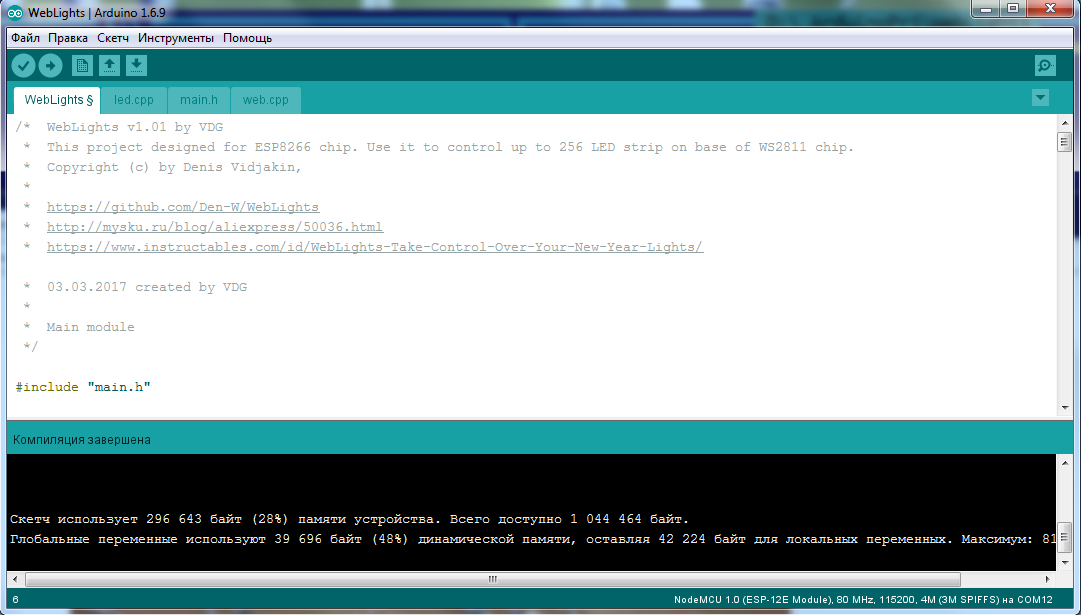 WebLights | Arduino 1.6.9
Файл Правка Скетч Инструменты Помощь
WebLights § led.cpp main.h web.cpp
/* WebLights v1.01 by VDG
* This project designed for ESP8266 chip. Use it to control up to 256 LED strip on base of WS2811 chip.
* Copyright (c) by Denis Vidjakin,
*
* https://github.com/Den-W/WebLights
* http://mysku.ru/blog/aliexpress/50036.html
* https://www.instructables.com/id/WebLights-Take-Control-Over-Your-New-Year-Lights/
* 03.03.2017 created by VDG
*
* Main module
*/
#include "main.h"
Компиляция завершена
Скетч использует 296 643 байт (28%) памяти устройства. Всего доступно 1 044 464 байт.
Глобальные переменные используют 39 696 байт (48%) динамической памяти, оставляя 42 224 байт для локальных переменных. Максимум: 81
6 NodeMCU 1.0 (ESP-12E Module), 80 MHz, 115200, 4M (3M SPIFFS) на COM12